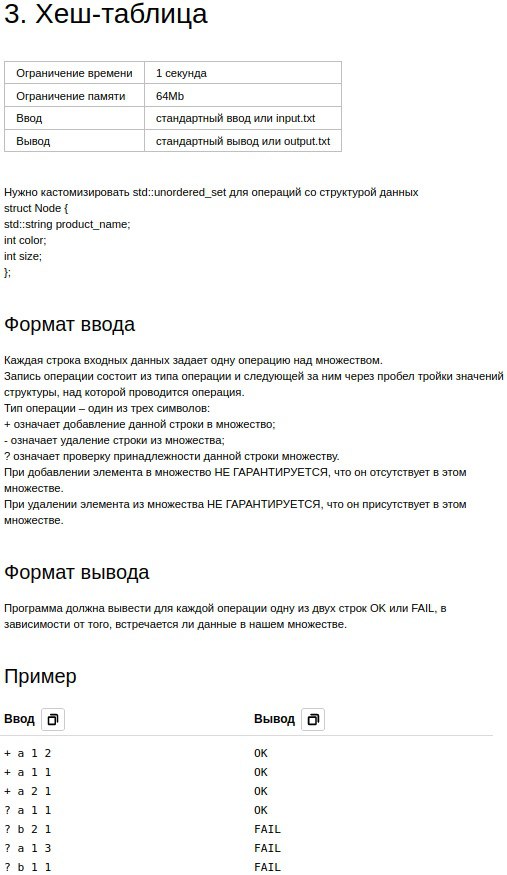 3. Хеш-таблица
Ограничение времени 1 секунда
Ограничение памяти 64Mb
Ввод стандартный ввод или input.txt
Вывод стандартный вывод или output.txt
Нужно кастомизировать std::unordered_set для операций со структурой данных
struct Node {
std::string product_name;
int color;
int size;
};
Формат ввода
Каждая строка входных данных задает одну операцию над множеством.
Запись операции состоит из типа операции и следующей за ним через пробел тройки значений
структуры, над которой проводится операция.
Тип операции – один из трех символов:
+ означает добавление данной строки в множество;
- означает удаление строки из множества;
? означает проверку принадлежности данной строки множеству.
При добавлении элемента в множество НЕ ГАРАНТИРУЕТСЯ, что он отсутствует в этом
множестве.
При удалении элемента из множества НЕ ГАРАНТИРУЕТСЯ, что он присутствует в этом
множестве.
Формат вывода
Программа должна вывести для каждой операции одну из двух строк OK или FAIL, в
зависимости от того, встречается ли данные в нашем множестве.
Пример
Ввод Вывод
+ a 1 2 OK
+ a 1 1 OK
+ a 2 1 OK
? a 1 1 OK
? b 2 1 FAIL
? a 1 3 FAIL
? b 1 1 FAIL